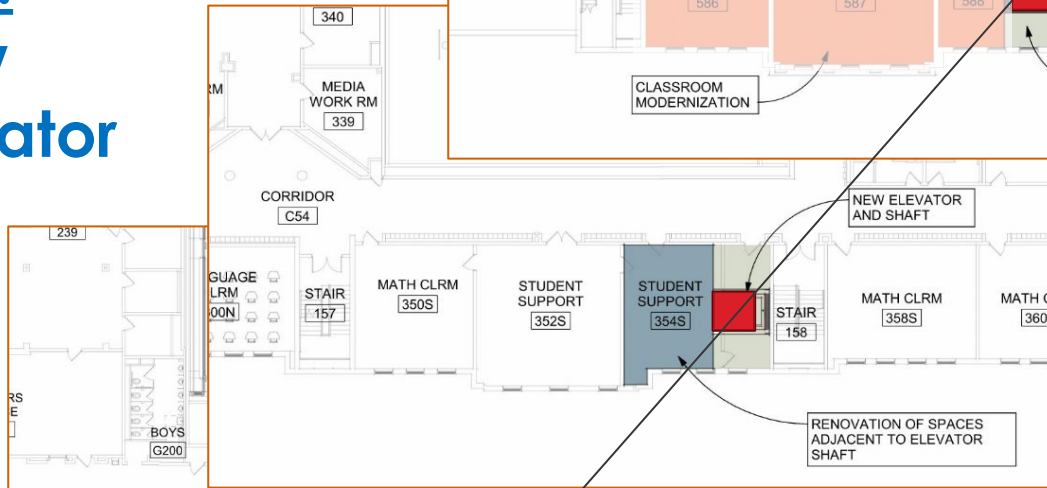 ator
586
587
588
CLASSROOM
MODERNIZATION
340
MEDIA
WORK RM
339
CORRIDOR
C54
NEW ELEVATOR
AND SHAFT
239
STAIR
157
MATH CLRM
350S
STUDENT
SUPPORT
352S
STUDENT
SUPPORT
354S
STAIR
158
MATH CLRM
358S
MATH
360
BOYS
G200
RENOVATION OF SPACES
ADJACENT TO ELEVATOR
SHAFT